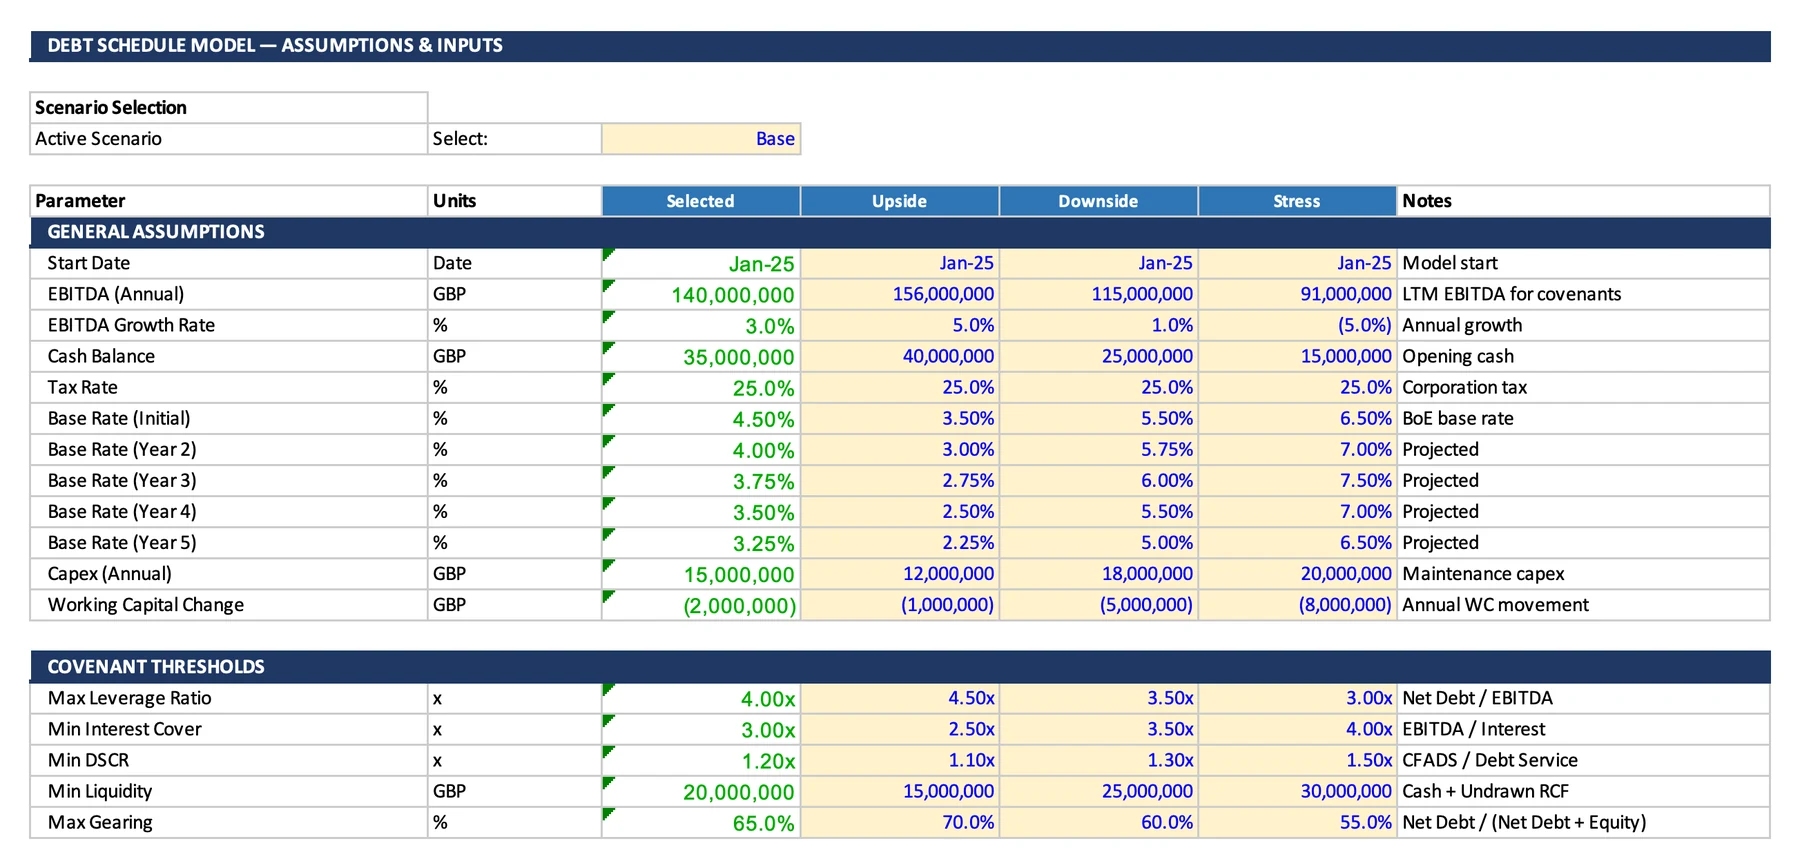 DEBT SCHEDULE MODEL — ASSUMPTIONS & INPUTS
Scenario Selection
Active Scenario Select: Base
Parameter Units Selected Upside Downside Stress Notes
GENERAL ASSUMPTIONS
Start Date Date Jan-25 Jan-25 Jan-25 Jan-25 Model start
EBITDA (Annual) GBP 140,000,000 156,000,000 115,000,000 91,000,000 LTM EBITDA for covenants
EBITDA Growth Rate % 3.0% 5.0% 1.0% (5.0%) Annual growth
Cash Balance GBP 35,000,000 40,000,000 25,000,000 15,000,000 Opening cash
Tax Rate % 25.0% 25.0% 25.0% 25.0% Corporation tax
Base Rate (Initial) % 4.50% 3.50% 5.50% 6.50% BoE base rate
Base Rate (Year 2) % 4.00% 3.00% 5.75% 7.00% Projected
Base Rate (Year 3) % 3.75% 2.75% 6.00% 7.50% Projected
Base Rate (Year 4) % 3.50% 2.50% 5.50% 7.00% Projected
Base Rate (Year 5) % 3.25% 2.25% 5.00% 6.50% Projected
Capex (Annual) GBP 15,000,000 12,000,000 18,000,000 20,000,000 Maintenance capex
Working Capital Change GBP (2,000,000) (1,000,000) (5,000,000) (8,000,000) Annual WC movement
COVENANT THRESHOLDS
Max Leverage Ratio x 4.00x 4.50x 3.50x 3.00x Net Debt / EBITDA
Min Interest Cover x 3.00x 2.50x 3.50x 4.00x EBITDA / Interest
Min DSCR x 1.20x 1.10x 1.30x 1.50x CFADS / Debt Service
Min Liquidity GBP 20,000,000 15,000,000 25,000,000 30,000,000 Cash + Undrawn RCF
Max Gearing % 65.0% 70.0% 60.0% 55.0% Net Debt / (Net Debt + Equity)